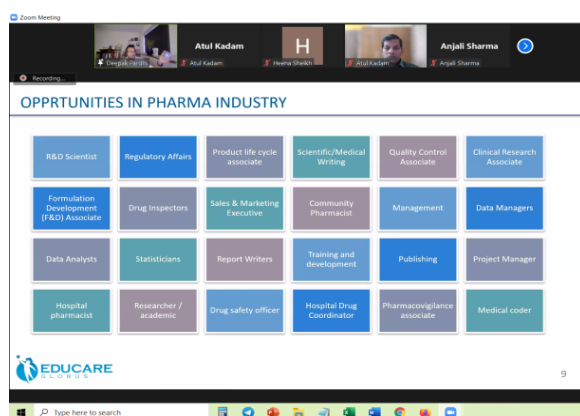 Zoom Meeting
Atul Kadam
H
Anjali Sharma
Deepak Pardhi
Atul Kadam
Heena Sheikh
Atul Kadam
Anjali Sharma
Recording...
OPPRTUNITIES IN PHARMA INDUSTRY
R&D Scientist
Regulatory Affairs
Product life cycle
associate
Scientific/Medical
Writing
Quality Control
Associate
Clinical Research
Associate
Formulation
Development
(F&D) Associate
Drug Inspectors
Sales & Marketing
Executive
Community
Pharmacist
Management
Data Managers
Data Analysts
Statisticians
Report Writers
Training and
development
Publishing
Project Manager
Hospital
pharmacist
Researcher /
academic
Drug safety officer
Hospital Drug
Coordinator
Pharmacovigilance
associate
Medical coder
EDUCARE
GLOBUS
9
Type here to search